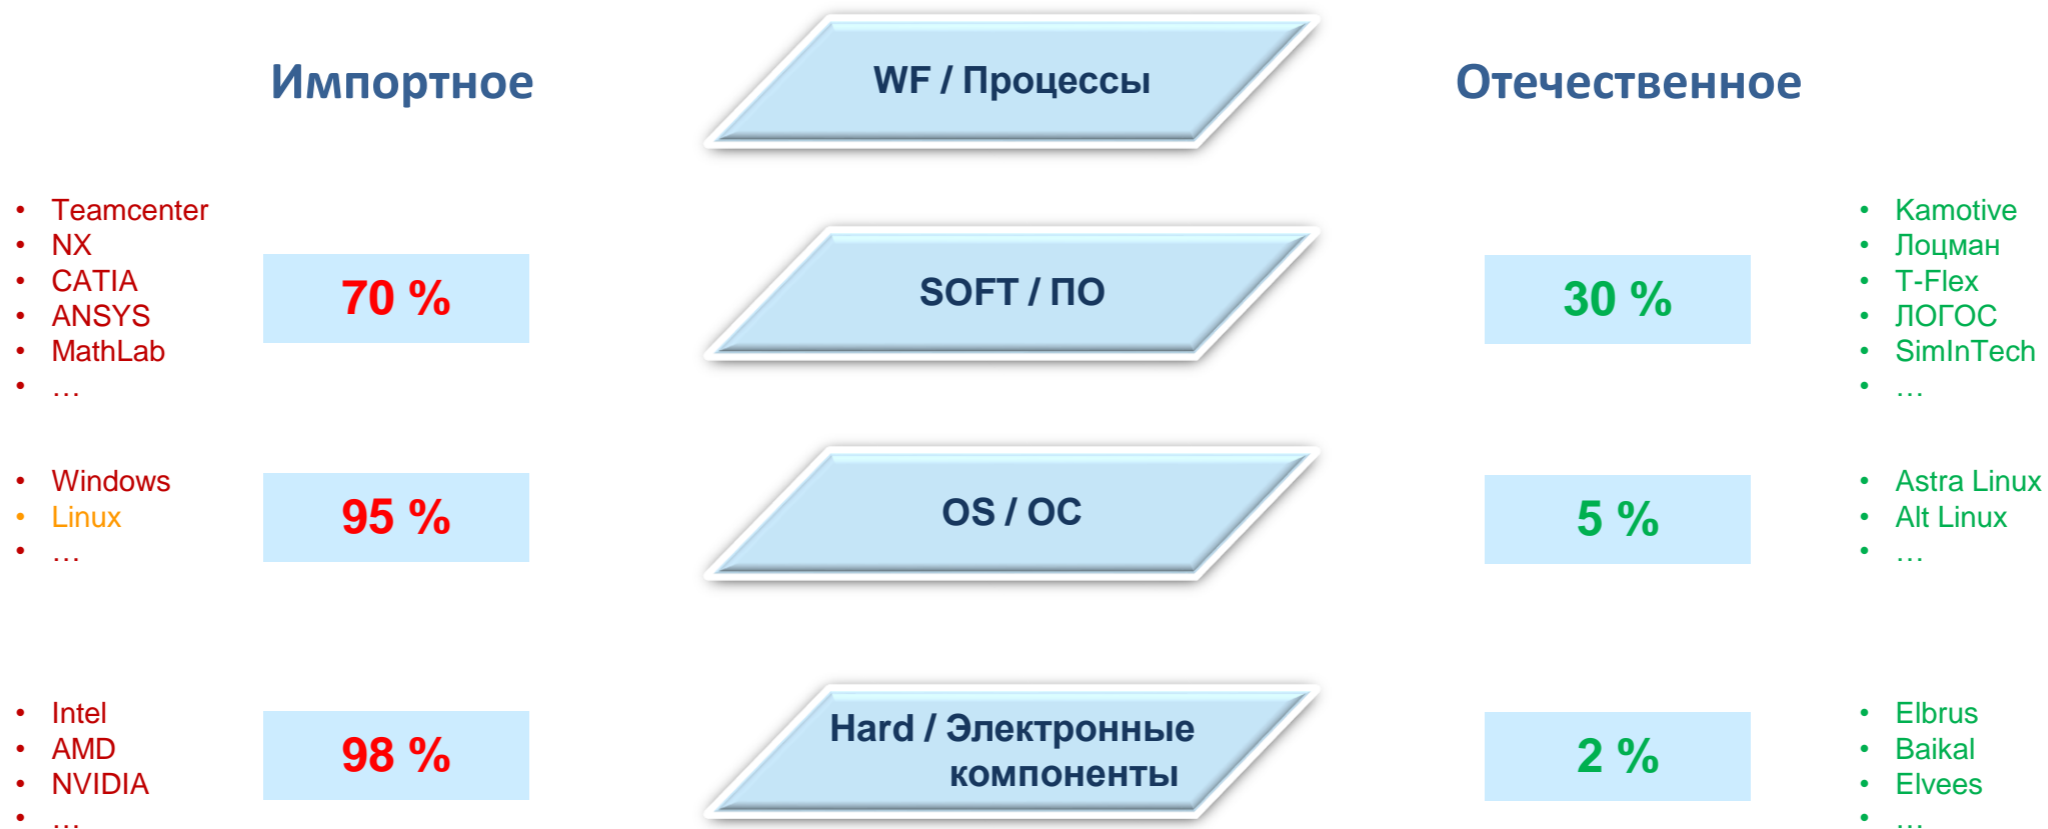 Импортное
WF / Процессы
Отечественное
• Teamcenter
• NX
• CATIA
• ANSYS
• MathLab
• …
70 %
SOFT / ПО
30 %
• Kamotive
• Лоцман
• T-Flex
• ЛОГОС
• SimInTech
• …
• Windows
• Linux
• …
95 %
OS / ОС
5 %
• Astra Linux
• Alt Linux
• …
• Intel
• AMD
• NVIDIA
• …
98 %
Hard / Электронные
компоненты
2 %
• Elbrus
• Baikal
• Elvees
• …